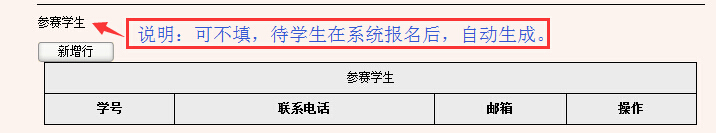 参赛学生
说明：可不填，待学生在系统报名后，自动生成。
新增行
参赛学生
学号 联系电话 邮箱 操作